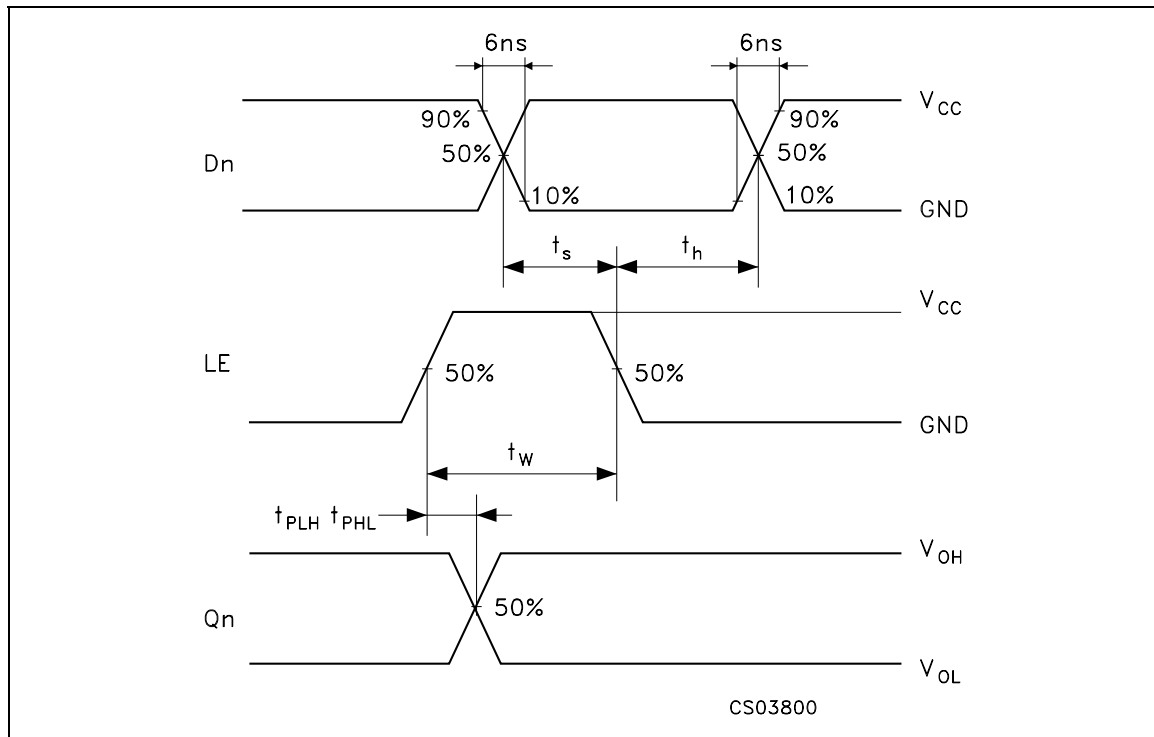 6ns 6ns
V_CC
90% 90%
50% 50%
Dn
10% 10%
GND
t_s t_h
V_CC
LE
50% 50%
GND
t_W
t_PLH t_PHL
V_OH
50%
Qn
V_OL
CS03800